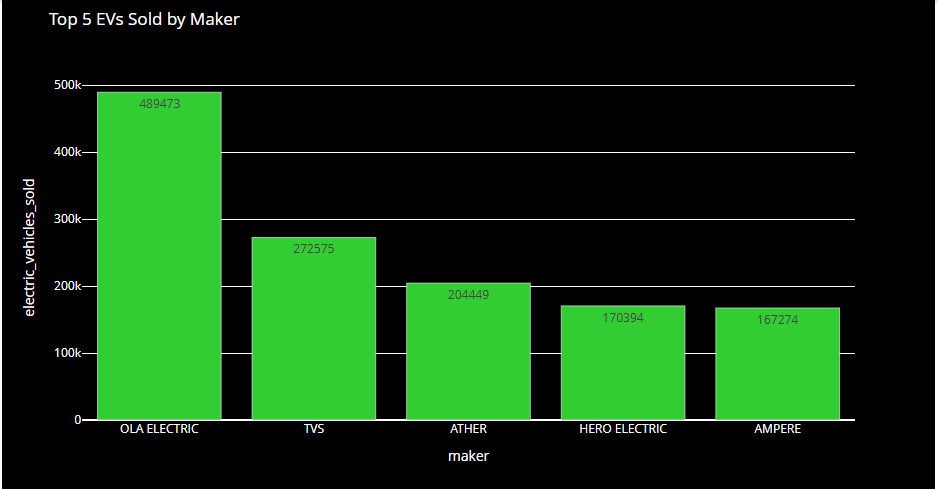 Top 5 EVs Sold by Maker
electric_vehicles_sold
500k
400k
300k
200k
100k
0
489473
272575
204449
170394
167274
OLA ELECTRIC
TVS
ATHER
HERO ELECTRIC
AMPERE
maker